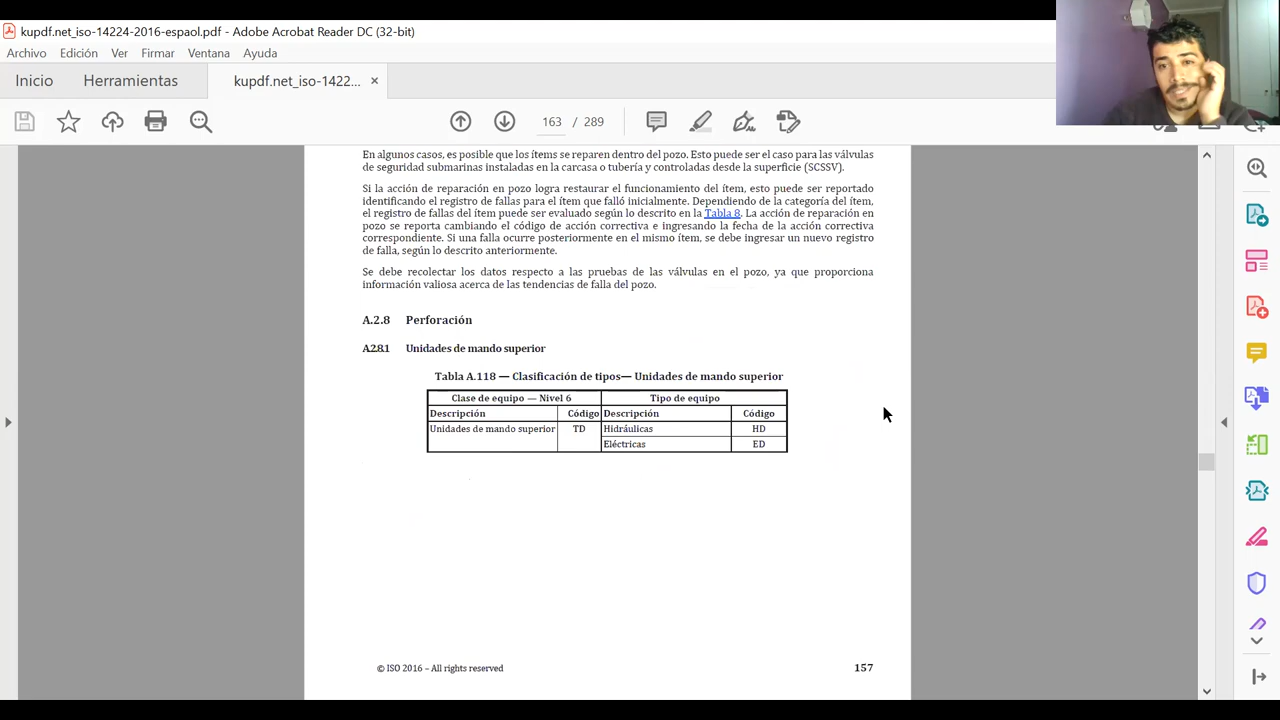 kupdf.net_iso-14224-2016-espaol.pdf - Adobe Acrobat Reader DC (32-bit)
Archivo Edición Ver Firmar Ventana Ayuda
Inicio Herramientas kupdf.net_iso-1422... ×
163 / 289
En algunos casos, es posible que los ítems se reparen dentro del pozo. Esto puede ser el caso para las válvulas
de seguridad submarinas instaladas en la carcasa o tubería y controladas desde la superficie (SCSSV).
Si la acción de reparación en pozo logra restaurar el funcionamiento del ítem, esto puede ser reportado
identificando el registro de fallas para el ítem que falló inicialmente. Dependiendo de la categoría del ítem,
el registro de fallas del ítem puede ser evaluado según lo descrito en la Tabla 8. La acción de reparación en
pozo se reporta cambiando el código de acción correctiva e ingresando la fecha de la acción correctiva
correspondiente. Si una falla ocurre posteriormente en el mismo ítem, se debe ingresar un nuevo registro
de falla, según lo descrito anteriormente.
Se debe recolectar los datos respecto a las pruebas de las válvulas en el pozo, ya que proporciona
información valiosa acerca de las tendencias de falla del pozo.
A.2.8 Perforación
A.2.8.1 Unidades de mando superior
Tabla A.118 — Clasificación de tipos— Unidades de mando superior
Clase de equipo — Nivel 6 Tipo de equipo
Descripción Código Descripción Código
Unidades de mando superior TD Hidráulicas HD
Eléctricas ED
© ISO 2016 – All rights reserved 157